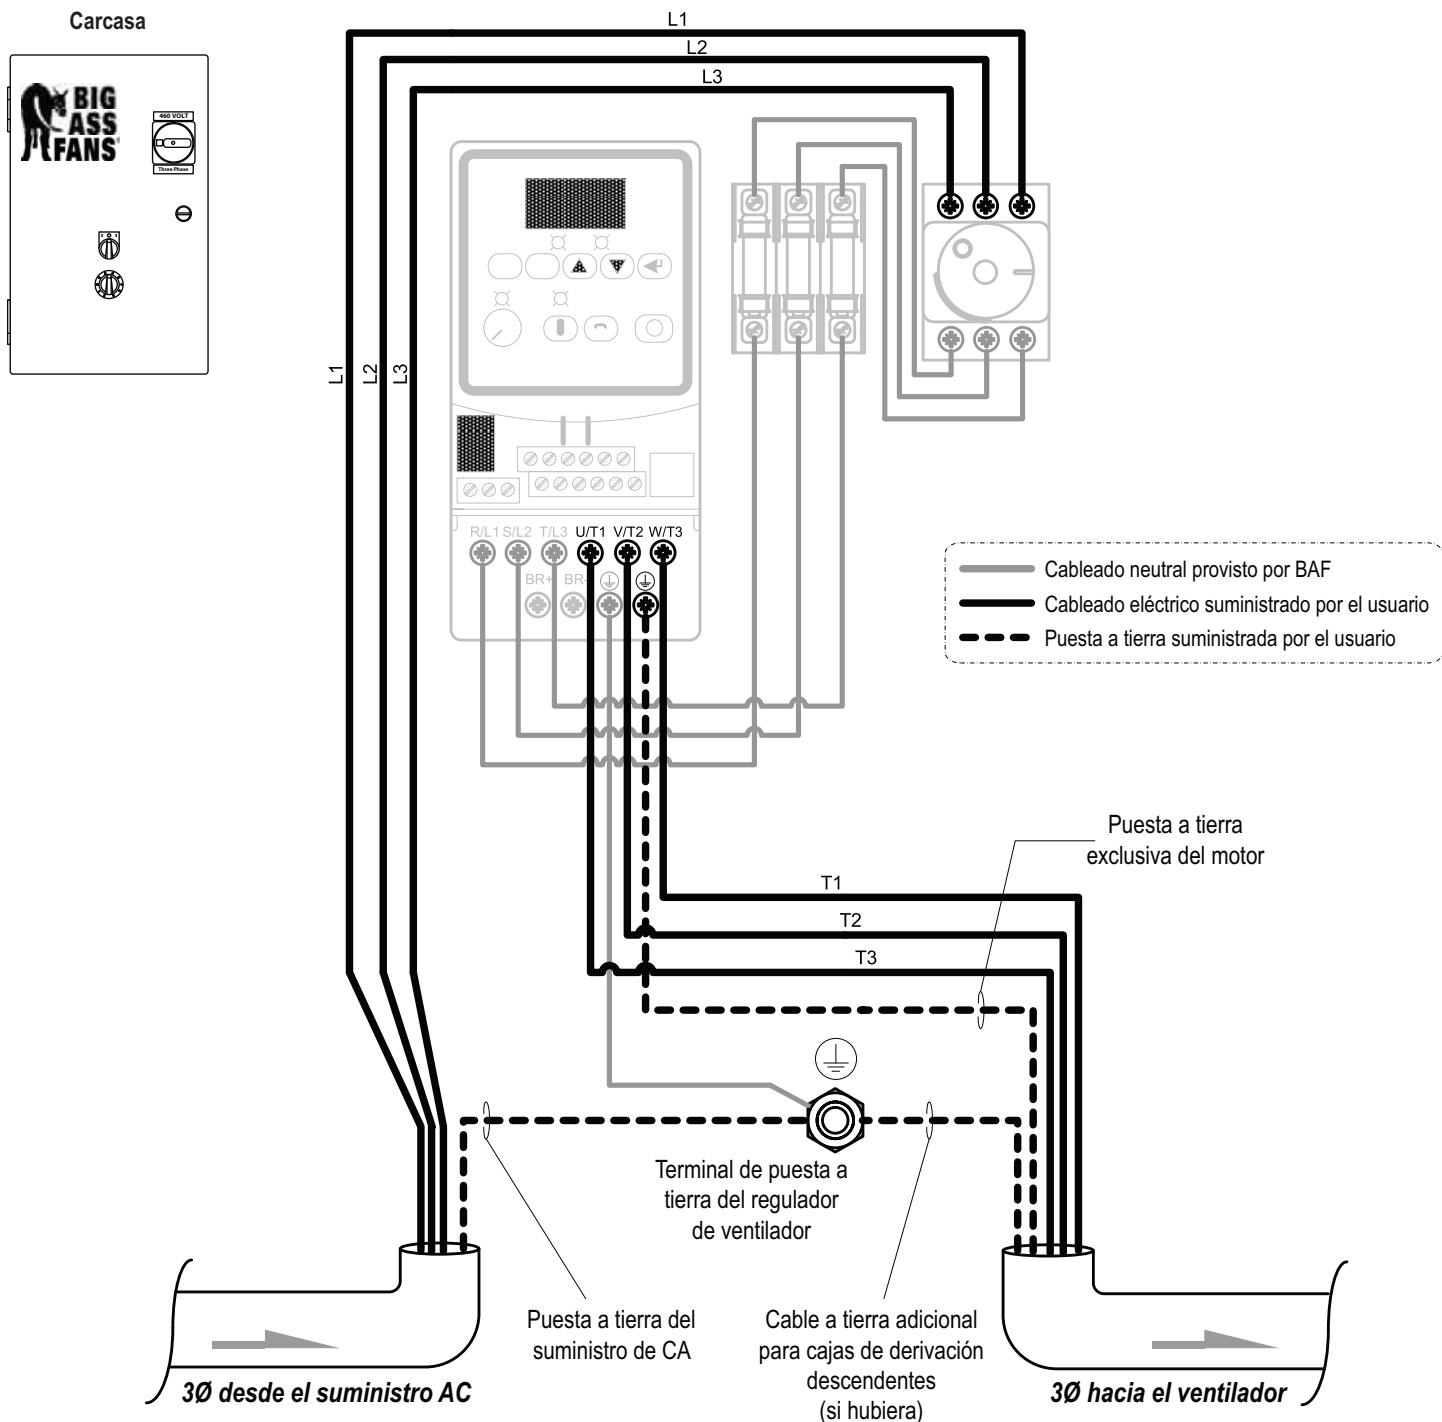 Carcasa
BIG
ASS
FANS
460 VOLT
Three Phase
L1
L2
L3
L1
L2
L3
R/L1 S/L2 T/L3 U/T1 V/T2 W/T3
BR+ BR-
Cableado neutral provisto por BAF
Cableado eléctrico suministrado por el usuario
Puesta a tierra suministrada por el usuario
Puesta a tierra
exclusiva del motor
T1
T2
T3
Terminal de puesta a
tierra del regulador
de ventilador
Puesta a tierra del
suministro de CA
Cable a tierra adicional
para cajas de derivación
descendentes
(si hubiera)
3Ø desde el suministro AC
3Ø hacia el ventilador